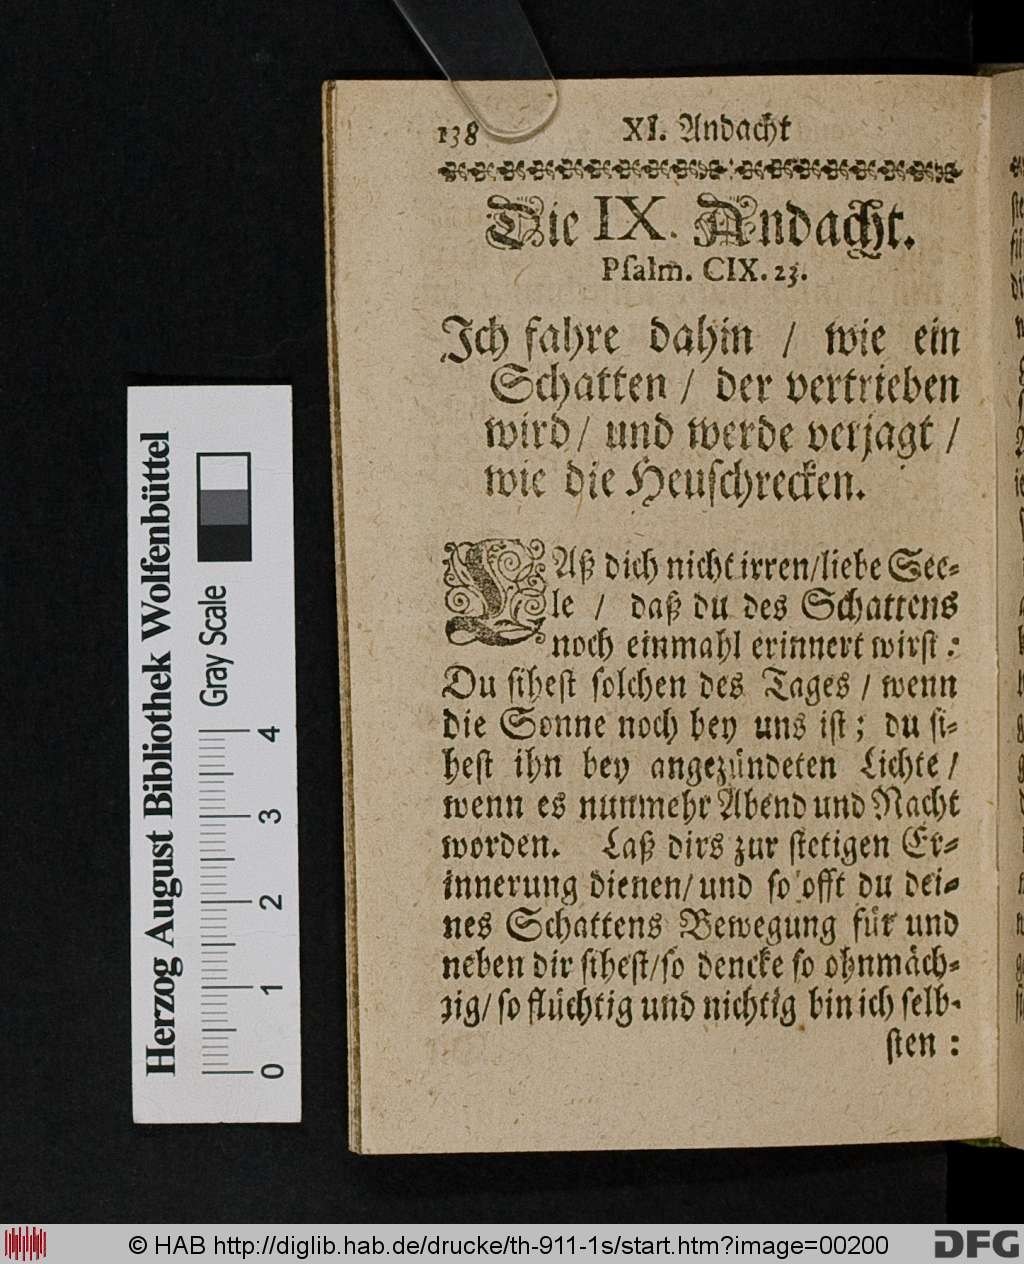 138 XI. Andacht
Die IX. Andacht.
Psalm. CIX. 23.
Ich fahre dahin / wie ein
Schatten / der vertrieben
wird / und werde verjagt /
wie die Heuschrecken.
LAß dich nicht irren/liebe See-
le / daß du des Schattens
noch einmahl erinnert wirst:
Du sihest solchen des Tages / wenn
die Sonne noch bey uns ist; du si-
hest ihn bey angezündeten Lichte /
wenn es nunmehr Abend und Nacht
worden. Laß dirs zur stetigen Er-
innerung dienen/ und so offt du dei-
nes Schattens Bewegung für und
neben dir sihest/so dencke so ohnmäch-
zig/ so flüchtig und nichtig bin ich selb-
sten :
Herzog August Bibliothek Wolfenbüttel
Gray Scale
0 1 2 3 4
© HAB http://diglib.hab.de/drucke/th-911-1s/start.htm?image=00200
DFG